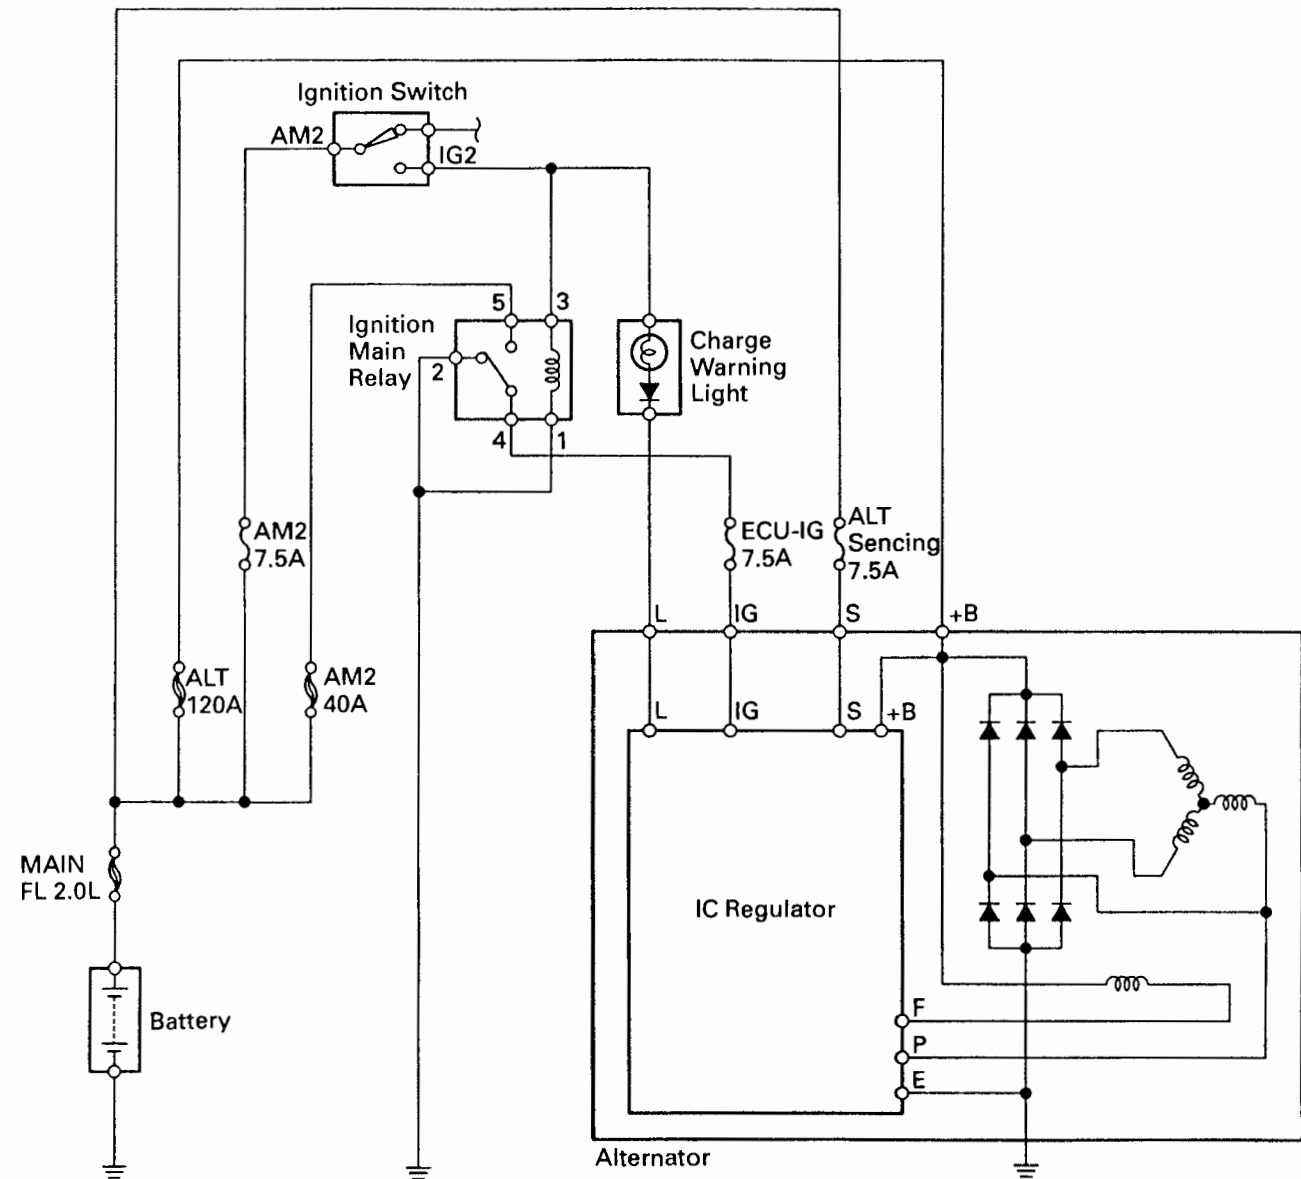 Ignition Switch
AM2
IG2
5
3
Ignition
Main
Relay
2
4
1
Charge
Warning
Light
AM2
7.5A
ECU-IG
7.5A
ALT
Sencing
7.5A
L
IG
S
+B
ALT
120A
AM2
40A
L
IG
S
+B
MAIN
FL 2.0L
IC Regulator
Battery
F
P
E
Alternator